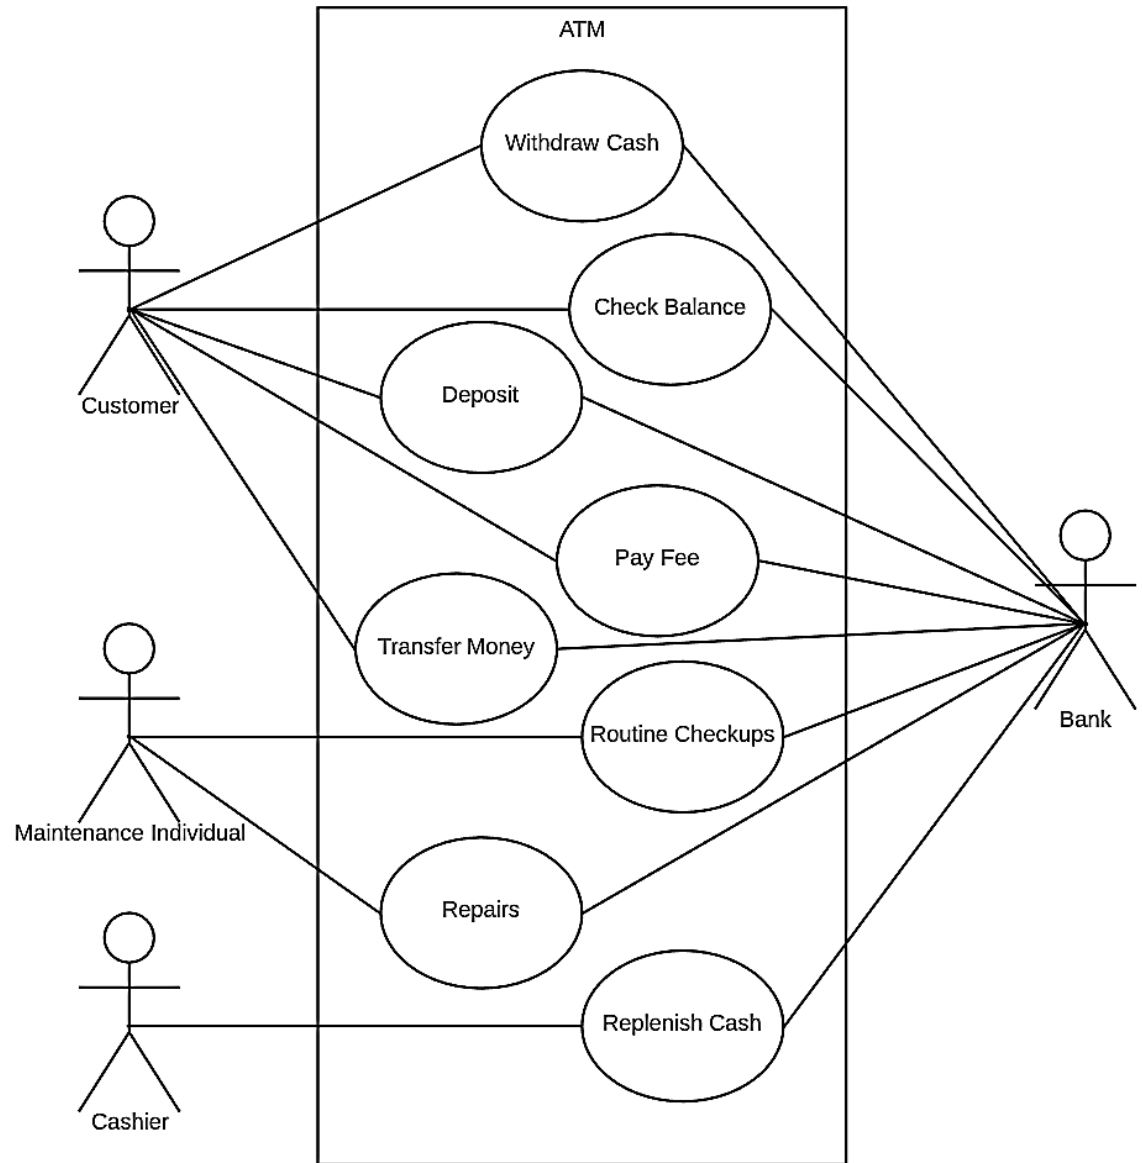 ATM
Withdraw Cash
Check Balance
Deposit
Customer
Pay Fee
Transfer Money
Routine Checkups
Bank
Maintenance Individual
Repairs
Replenish Cash
Cashier